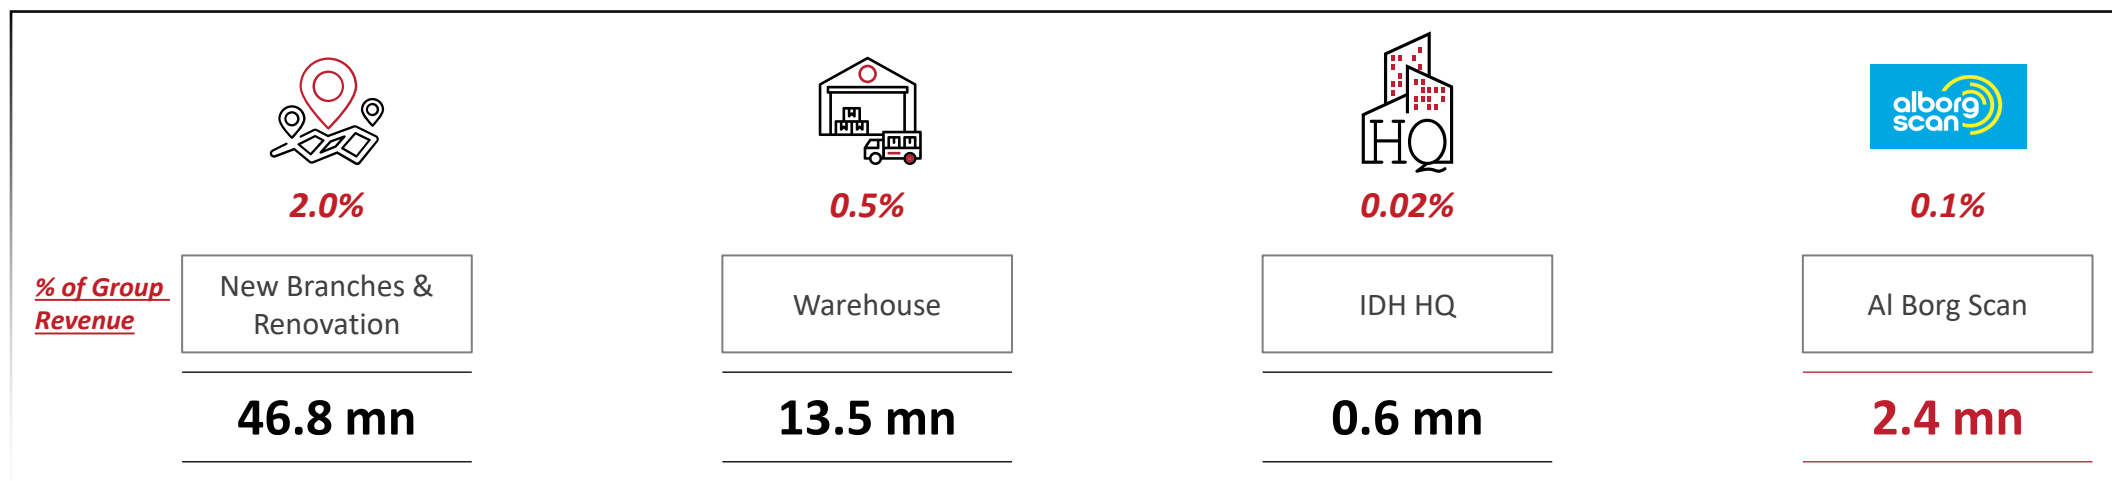 HQ
alborg
scan
2.0%
0.5%
0.02%
0.1%
% of Group
Revenue
New Branches &
Renovation
Warehouse
IDH HQ
Al Borg Scan
46.8 mn
13.5 mn
0.6 mn
2.4 mn